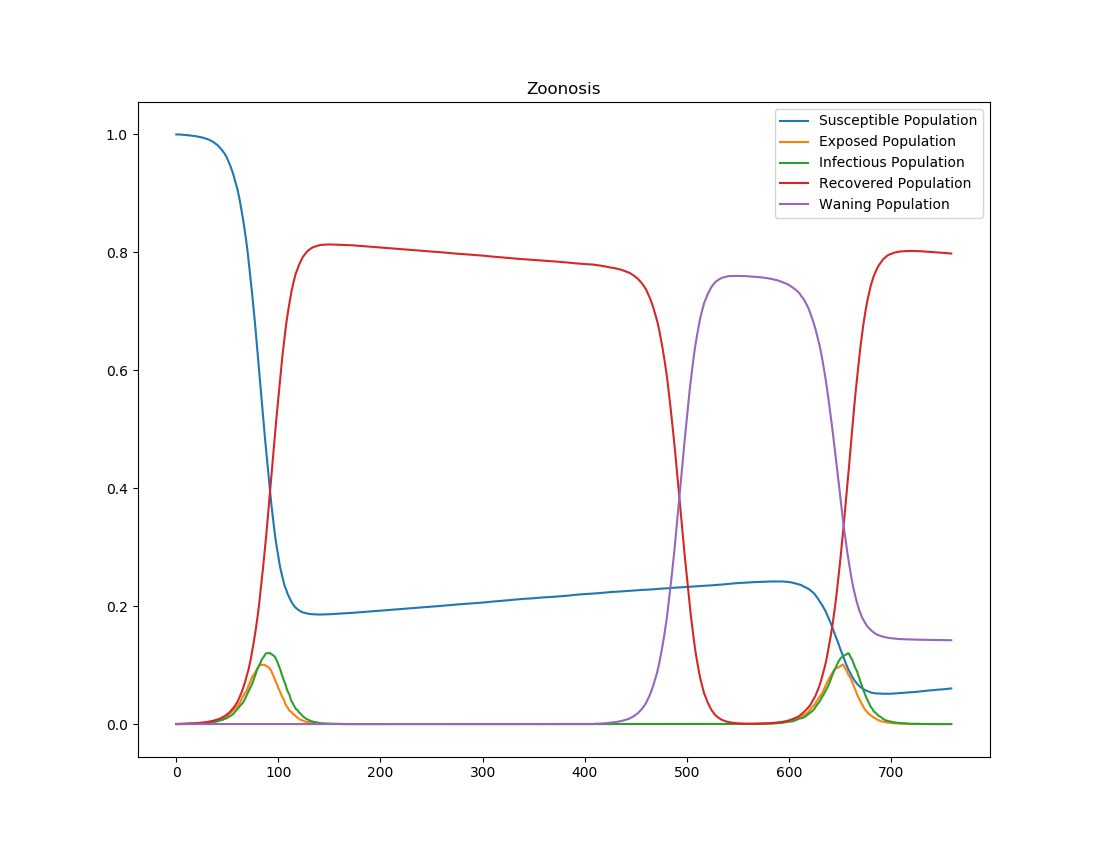 Zoonosis
Susceptible Population
Exposed Population
Infectious Population
Recovered Population
Waning Population
1.0
0.8
0.6
0.4
0.2
0.0
0 100 200 300 400 500 600 700